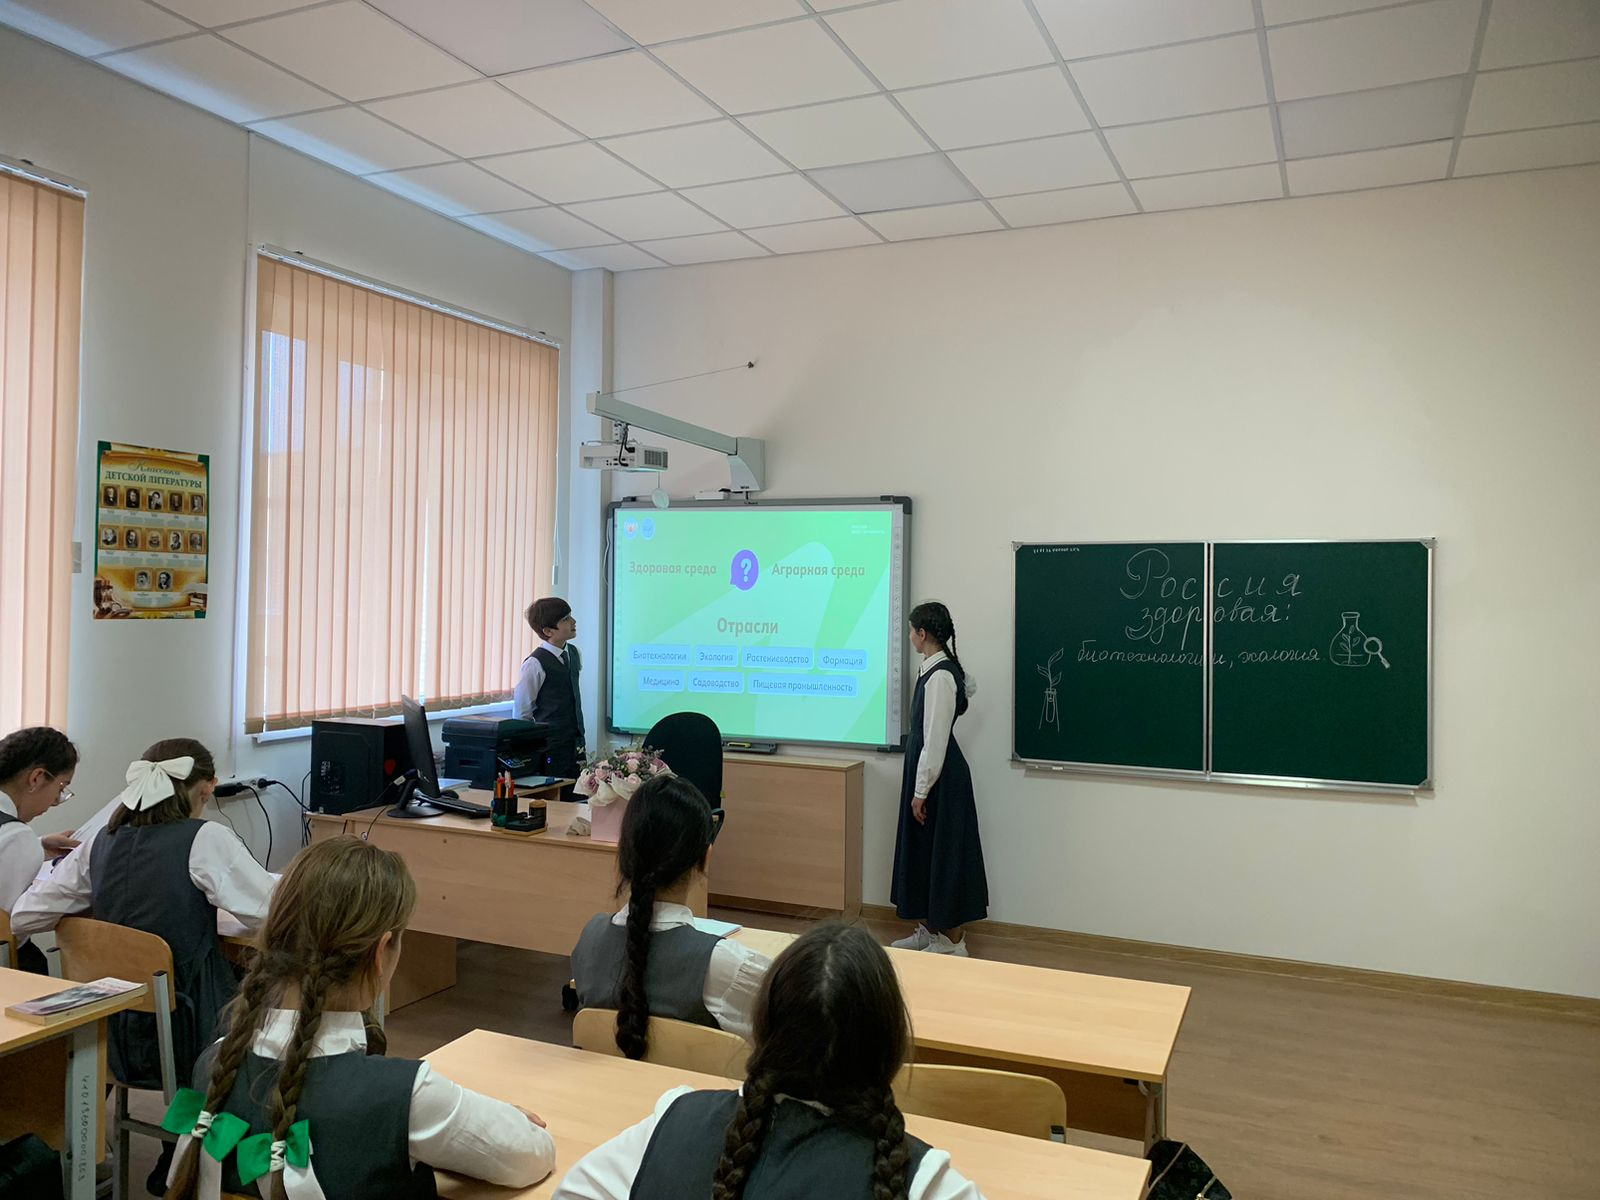 Классики
ДЕТСКОЙ ЛИТЕРАТУРЫ
Здоровая среда
?
Аграрная среда
Отрасли
Биотехнологии
Экология
Растениеводство
Фармация
Медицина
Садоводство
Пищевая промышленность
Россия
здоровая:
биотехнологии, экология.